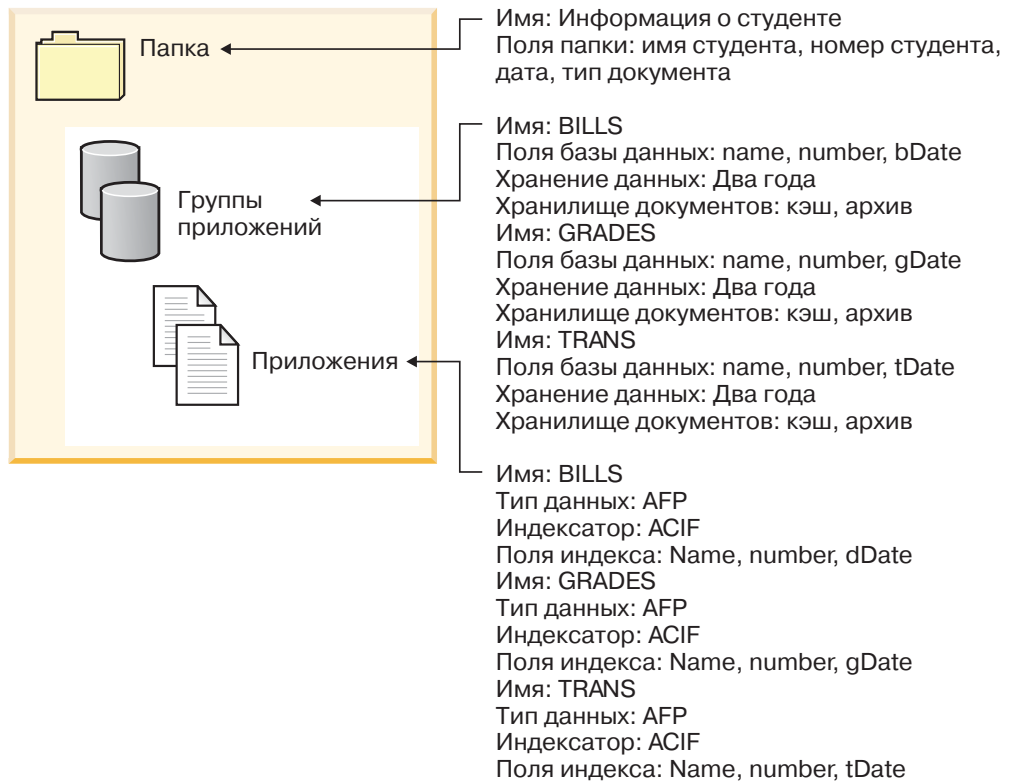 Папка
Имя: Информация о студенте
Поля папки: имя студента, номер студента,
дата, тип документа
Группы
приложений
Имя: BILLS
Поля базы данных: name, number, bDate
Хранение данных: Два года
Хранилище документов: кэш, архив
Имя: GRADES
Поля базы данных: name, number, gDate
Хранение данных: Два года
Хранилище документов: кэш, архив
Имя: TRANS
Поля базы данных: name, number, tDate
Хранение данных: Два года
Хранилище документов: кэш, архив
Приложения
Имя: BILLS
Тип данных: AFP
Индексатор: ACIF
Поля индекса: Name, number, dDate
Имя: GRADES
Тип данных: AFP
Индексатор: ACIF
Поля индекса: Name, number, gDate
Имя: TRANS
Тип данных: AFP
Индексатор: ACIF
Поля индекса: Name, number, tDate